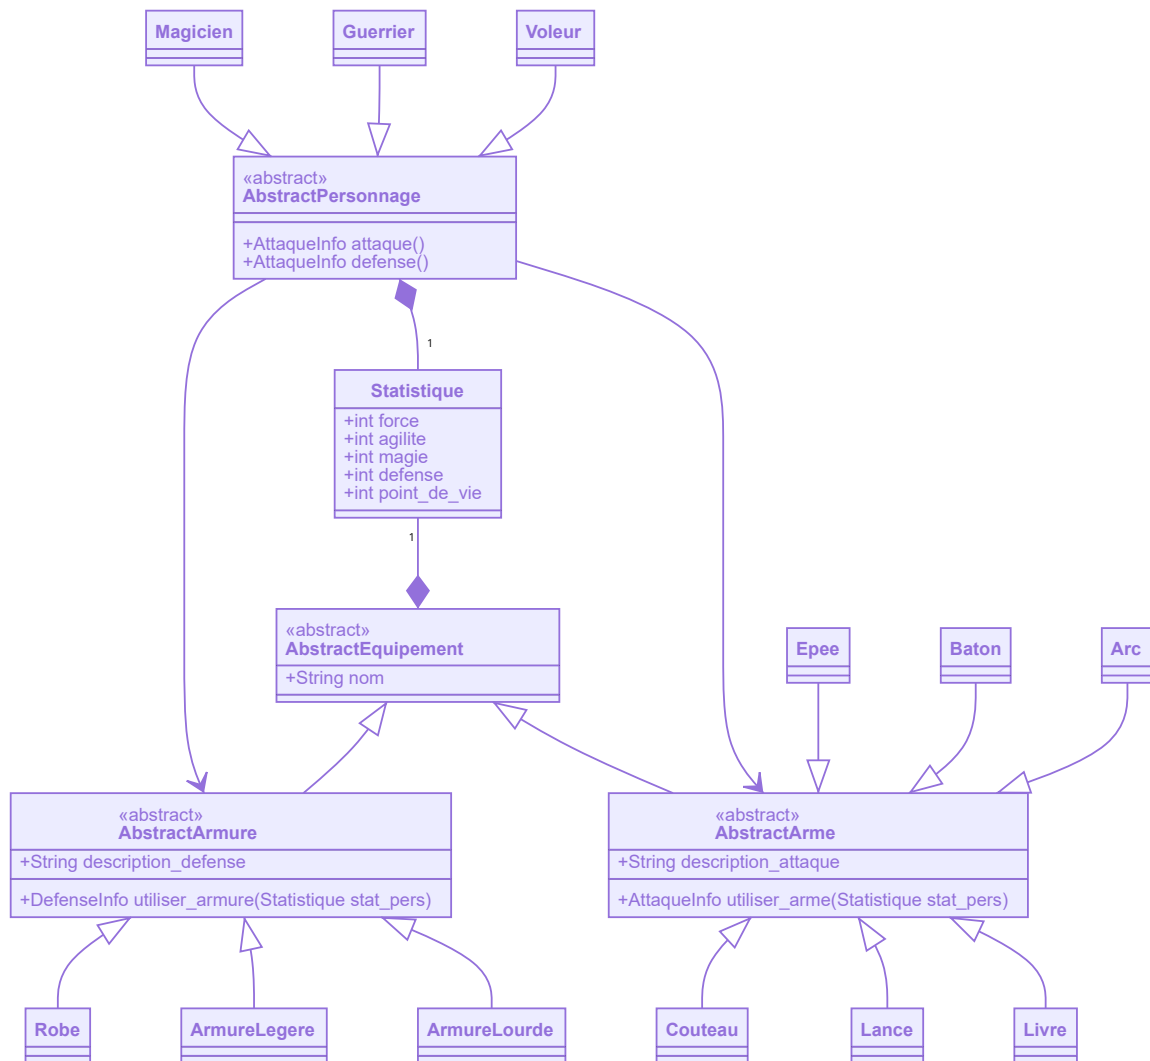 Magicien
Guerrier
Voleur
«abstract»
AbstractPersonnage
+AttaqueInfo attaque()
+AttaqueInfo defense()
1
Statistique
+int force
+int agilite
+int magie
+int defense
+int point_de_vie
1
«abstract»
AbstractEquipement
+String nom
Epee
Baton
Arc
«abstract»
AbstractArmure
+String description_defense
+DefenseInfo utiliser_armure(Statistique stat_pers)
«abstract»
AbstractArme
+String description_attaque
+AttaqueInfo utiliser_arme(Statistique stat_pers)
Robe
ArmureLegere
ArmureLourde
Couteau
Lance
Livre